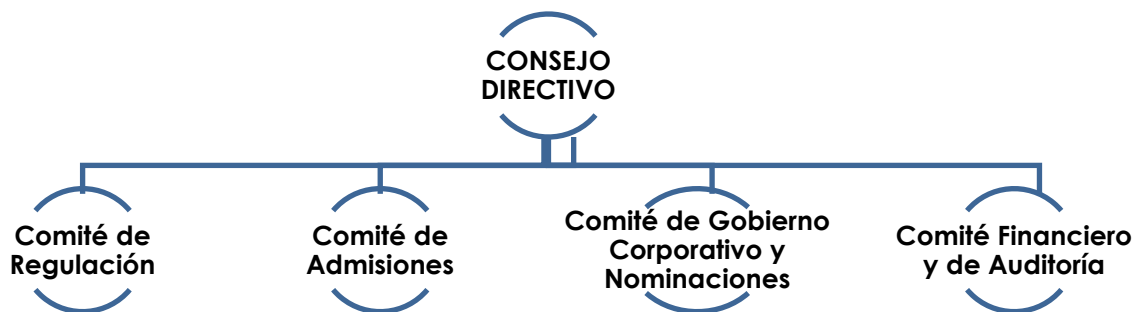 CONSEJO
DIRECTIVO
Comité de
Regulación
Comité de
Admisiones
Comité de Gobierno
Corporativo y
Nominaciones
Comité Financiero
y de Auditoría